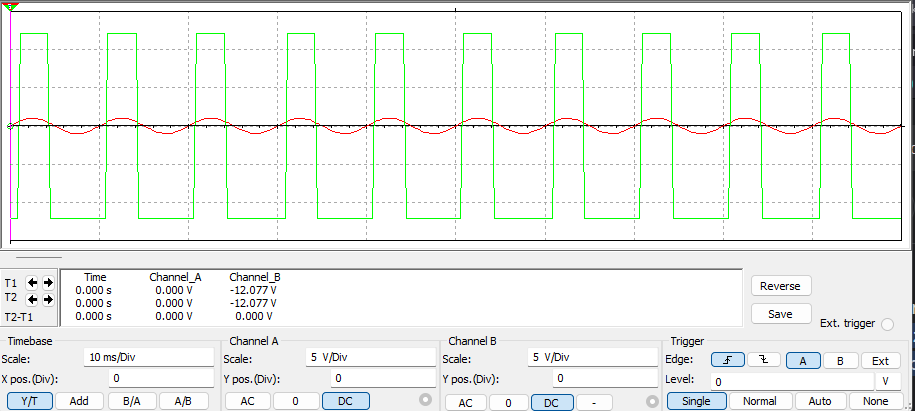 Time Channel_A Channel_B
T1 0.000 s 0.000 V -12.077 V
T2 0.000 s 0.000 V -12.077 V
T2-T1 0.000 s 0.000 V 0.000 V
Reverse
Save
Ext. trigger
Timebase
Scale: 10 ms/Div
X pos.(Div): 0
Y/T Add B/A A/B
Channel A
Scale: 5 V/Div
Y pos.(Div): 0
AC 0 DC
Channel B
Scale: 5 V/Div
Y pos.(Div): 0
AC 0 DC -
Trigger
Edge: A B Ext
Level: 0 V
Single Normal Auto None